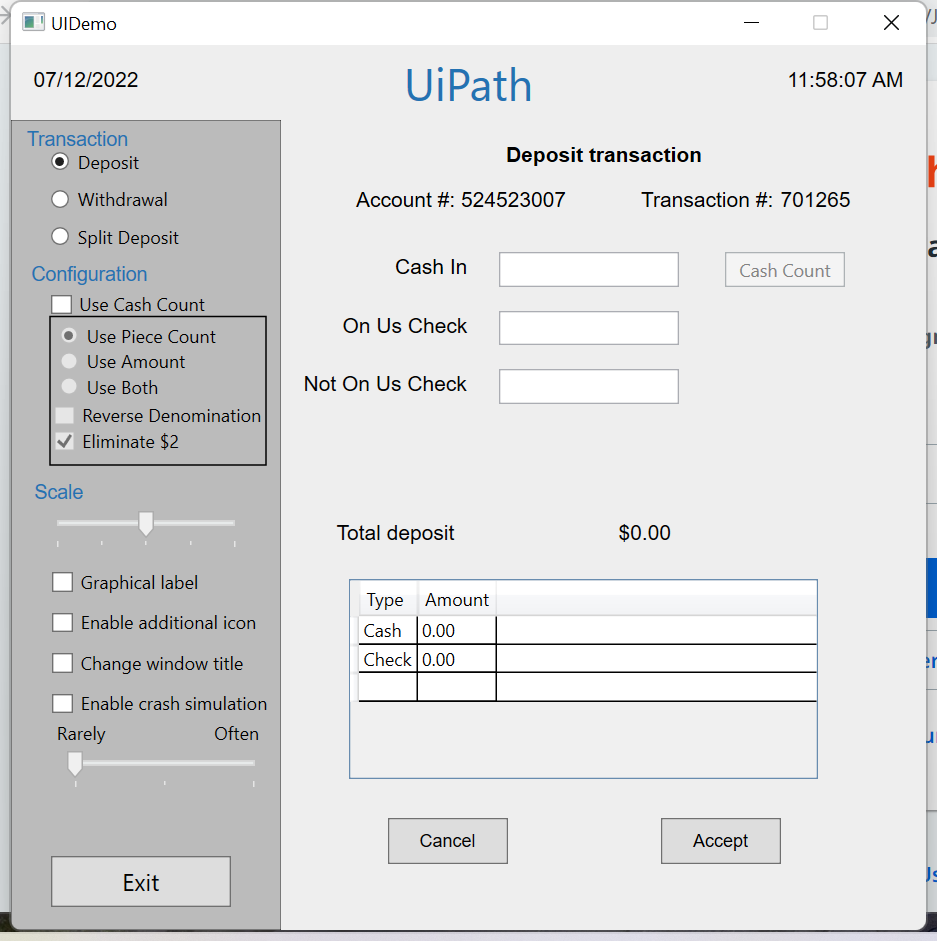 UIDemo
07/12/2022
UiPath
11:58:07 AM
Transaction
Deposit
Withdrawal
Split Deposit
Configuration
Use Cash Count
Use Piece Count
Use Amount
Use Both
Reverse Denomination
Eliminate $2
Scale
Graphical label
Enable additional icon
Change window title
Enable crash simulation
Rarely Often
Exit
Deposit transaction
Account #: 524523007 Transaction #: 701265
Cash In
Cash Count
On Us Check
Not On Us Check
Total deposit $0.00
Type Amount
Cash 0.00
Check 0.00
Cancel Accept